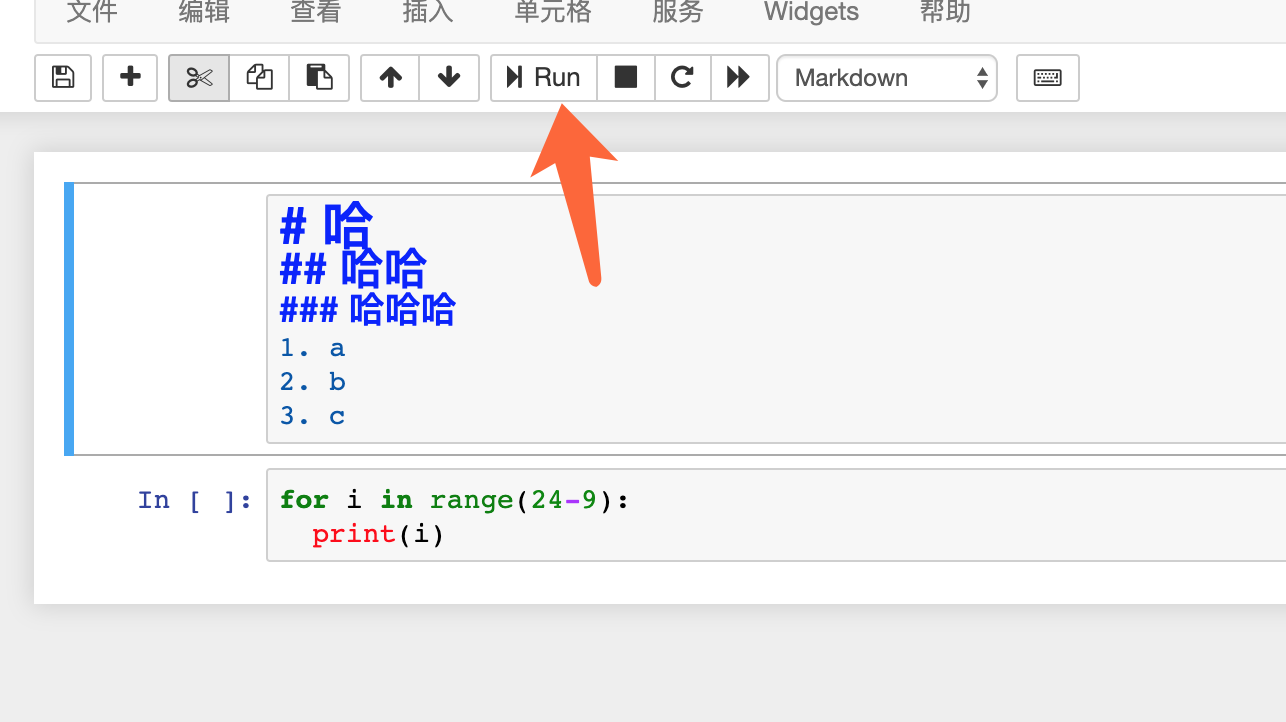 文件 编辑 查看 插入 单元格 服务 Widgets 帮助
Run Markdown
# 哈
## 哈哈
### 哈哈哈
1. a
2. b
3. c
In [ ]: for i in range(24-9):
print(i)